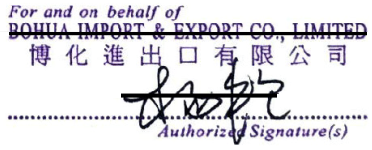 For and on behalf of
BOHUA IMPORT & EXPORT CO., LIMITED
博化進出口有限公司
Authorized Signature(s)